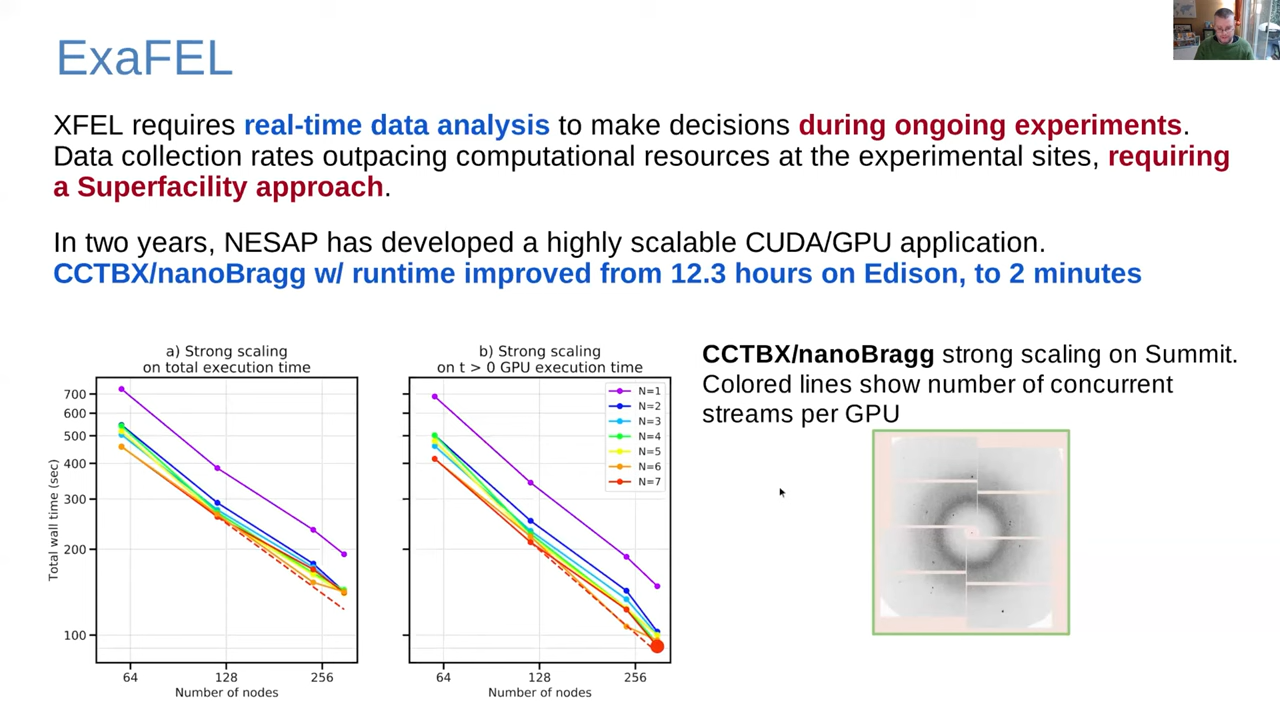 ExaFEL
XFEL requires real-time data analysis to make decisions during ongoing experiments.
Data collection rates outpacing computational resources at the experimental sites, requiring
a Superfacility approach.
In two years, NESAP has developed a highly scalable CUDA/GPU application.
CCTBX/nanoBragg w/ runtime improved from 12.3 hours on Edison, to 2 minutes
a) Strong scaling
on total execution time
700
600
500
400
300
200
100
Total wall time (sec)
64
128
256
Number of nodes
b) Strong scaling
on t > 0 GPU execution time
N=1
N=2
N=3
N=4
N=5
N=6
N=7
64
128
256
Number of nodes
CCTBX/nanoBragg strong scaling on Summit.
Colored lines show number of concurrent
streams per GPU